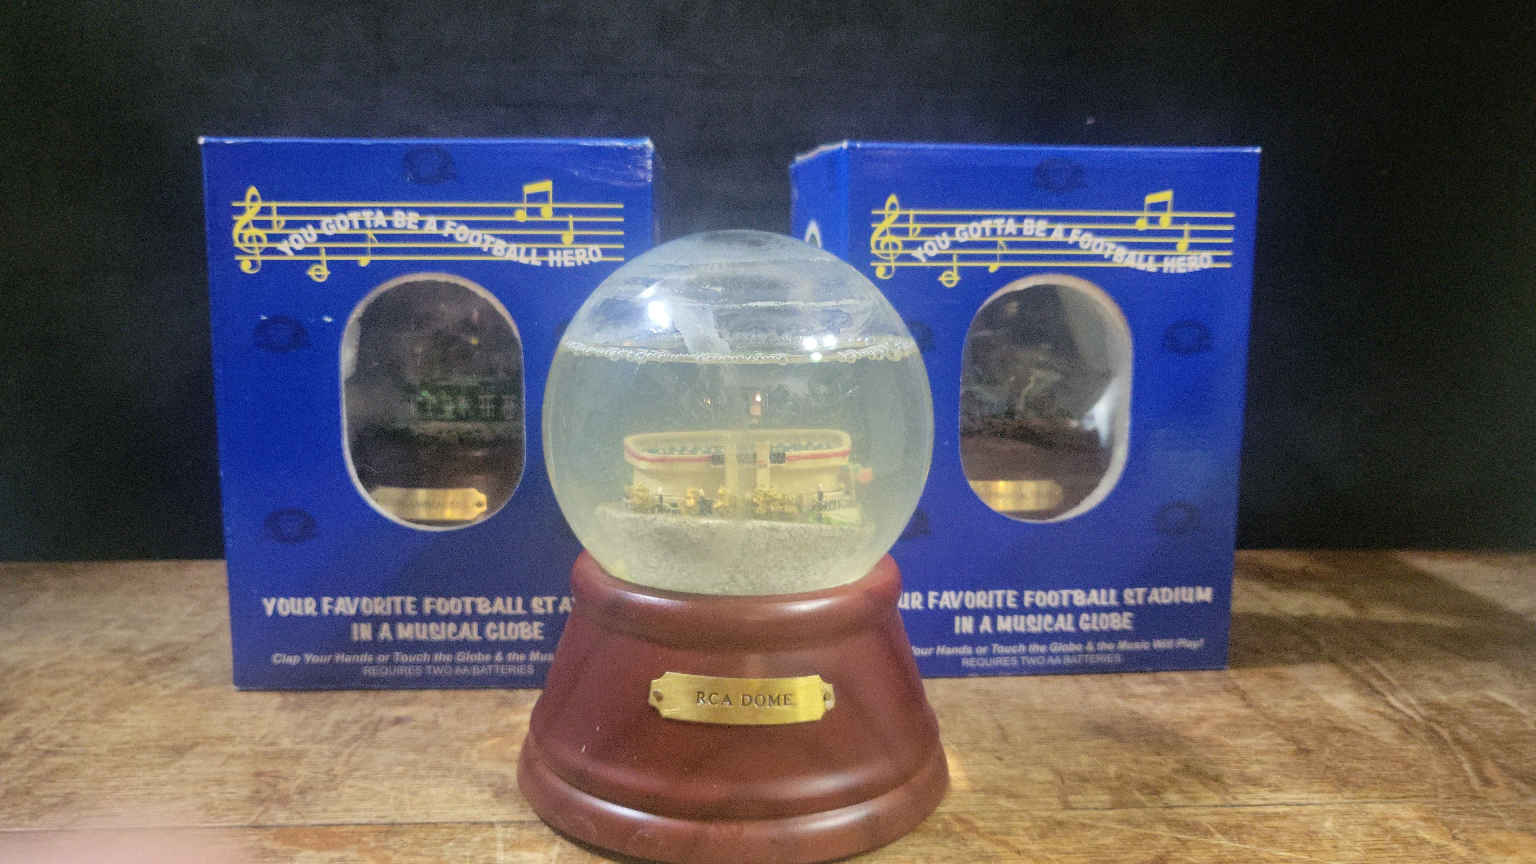 YOU GOTTA BE A FOOTBALL HERO
YOUR FAVORITE FOOTBALL STA
IN A MUSICAL GLOBE
Clap Your Hands or Touch the Globe & the Mus
REQUIRES TWO AA BATTERIES
YOU GOTTA BE A FOOTBALL HERO
UR FAVORITE FOOTBALL STADIUM
IN A MUSICAL GLOBE
Your Hands or Touch the Globe & the Music Will Play!
REQUIRES TWO AA BATTERIES
RCA DOME